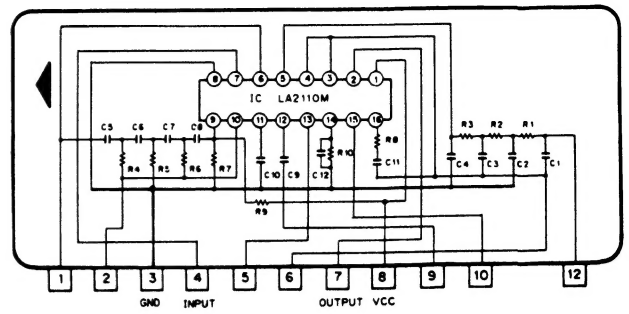 8 7 6 5 4 3 2 1
IC LA2110M
9 10 11 12 13 14 15 16
C5 C6 C7 C8 R8 R3 R2 R1
R4 R5 R6 R7 C10 C9 C12 R10 C11 C4 C3 C2 C1
R9
1 2 3 4 5 6 7 8 9 10 12
GND INPUT OUTPUT VCC